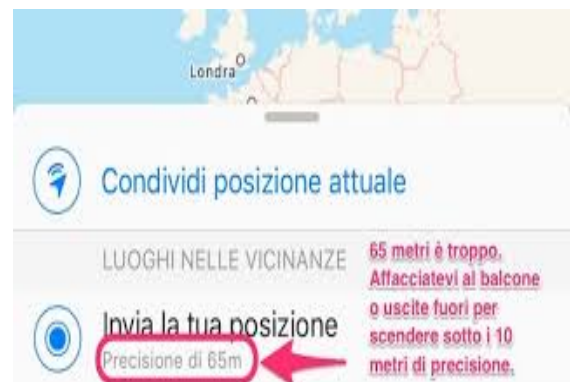 Londra
Condividi posizione attuale
LUOGHI NELLE VICINANZE
Invia la tua posizione
Precisione di 65m
65 metri è troppo.
Affacciatevi al balcone
o uscite fuori per
scendere sotto i 10
metri di precisione.